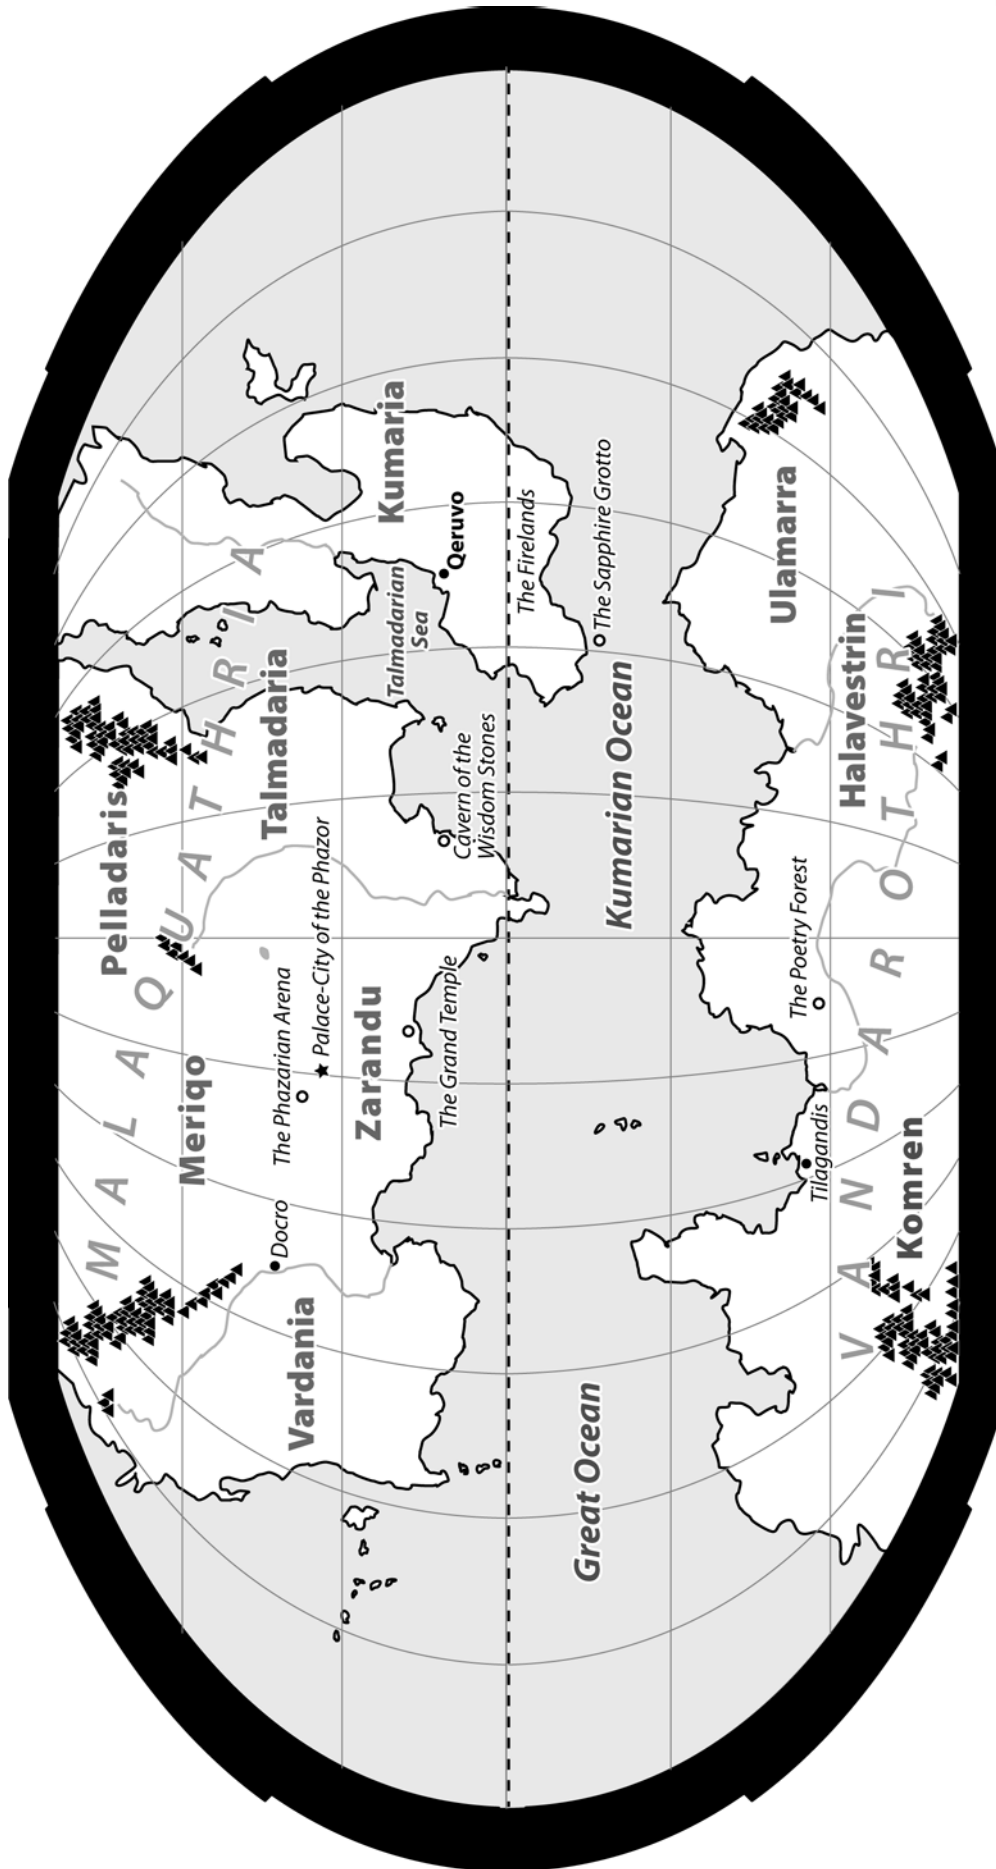 MALAQUATHRIA
Pelladaris
Meriqo
Talmadaria
Vardania
Docro
The Phazarian Arena
Palace-City of the Phazor
Zarandu
Kumaria
Talmadarian
Sea
The Grand Temple
Cavern of the
Wisdom Stones
Qeruvo
The Firelands
The Sapphire Grotto
Great Ocean
Kumarian Ocean
Ulamarra
The Poetry Forest
Tilagandis
Halavestrin
VANDAROTHRI
Komren